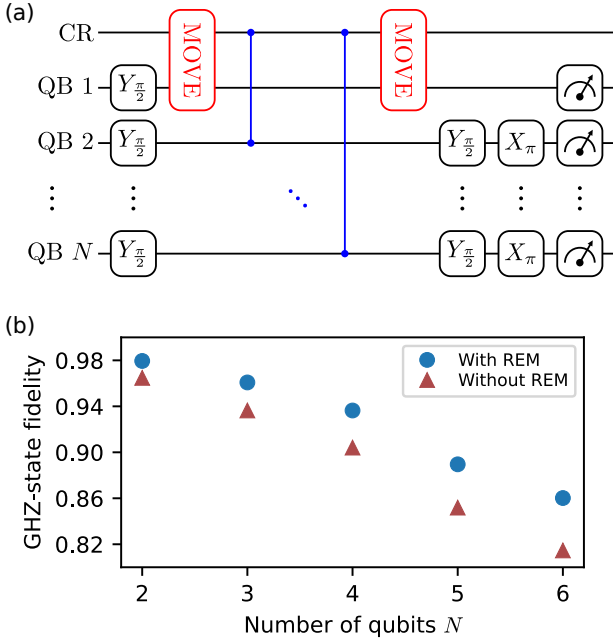 (a)
CR
MOVE
MOVE
QB 1
Y_{π/2}
QB 2
Y_{π/2}
Y_{π/2}
X_π
⋮
⋮
⋱
⋮
⋮
⋮
QB N
Y_{π/2}
Y_{π/2}
X_π
(b)
GHZ-state fidelity
0.98
0.94
0.90
0.86
0.82
With REM
Without REM
2
3
4
5
6
Number of qubits N